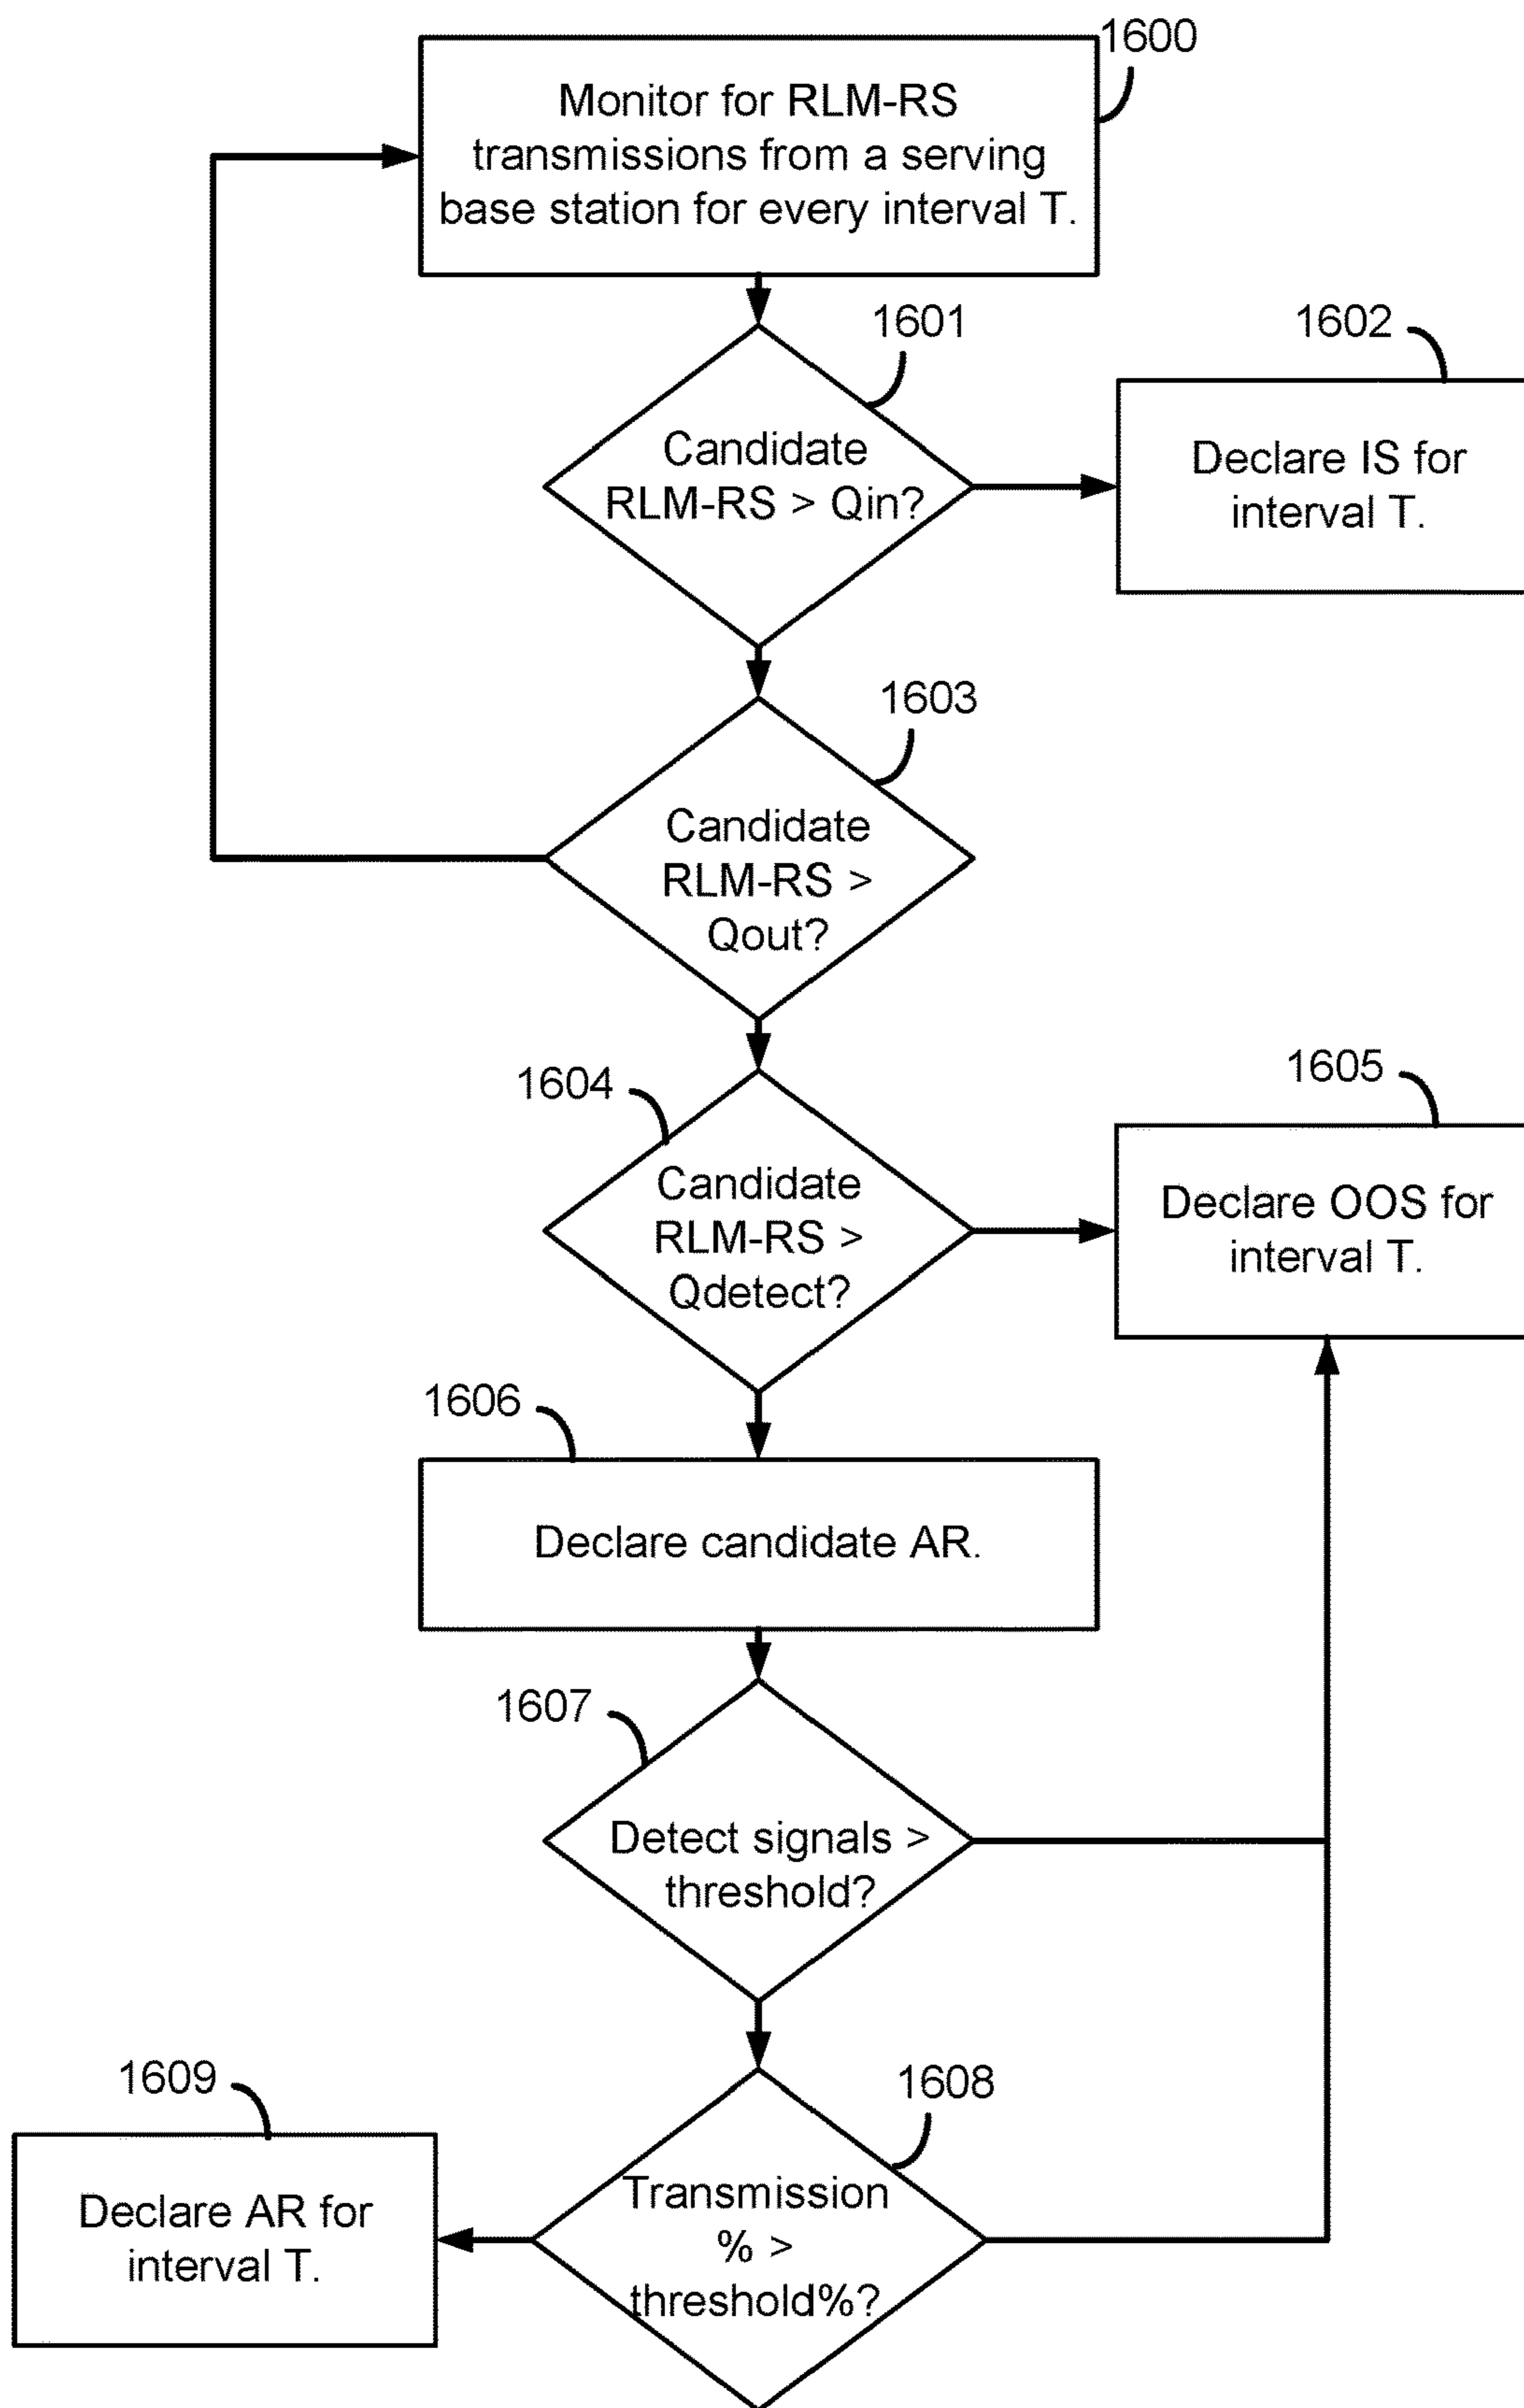 1600
Monitor for RLM-RS
transmissions from a serving
base station for every interval T.
1601
Candidate
RLM-RS > Qin?
1602
Declare IS for
interval T.
1603
Candidate
RLM-RS >
Qout?
1604
Candidate
RLM-RS >
Qdetect?
1605
Declare OOS for
interval T.
1606
Declare candidate AR.
1607
Detect signals >
threshold?
1608
Transmission
% >
threshold%?
1609
Declare AR for
interval T.